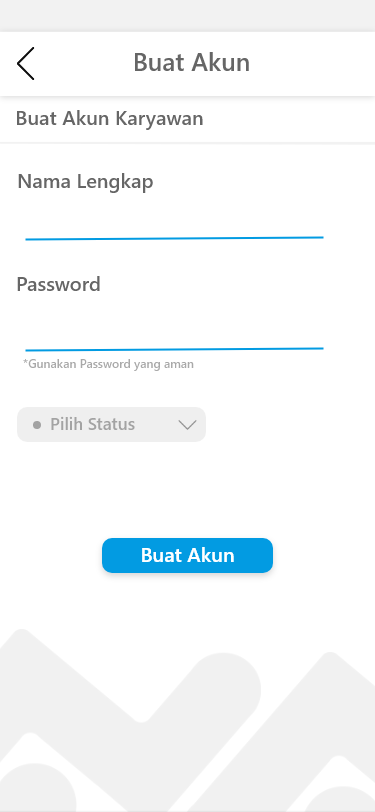 Buat Akun
Buat Akun Karyawan
Nama Lengkap
Password
*Gunakan Password yang aman
Pilih Status
Buat Akun